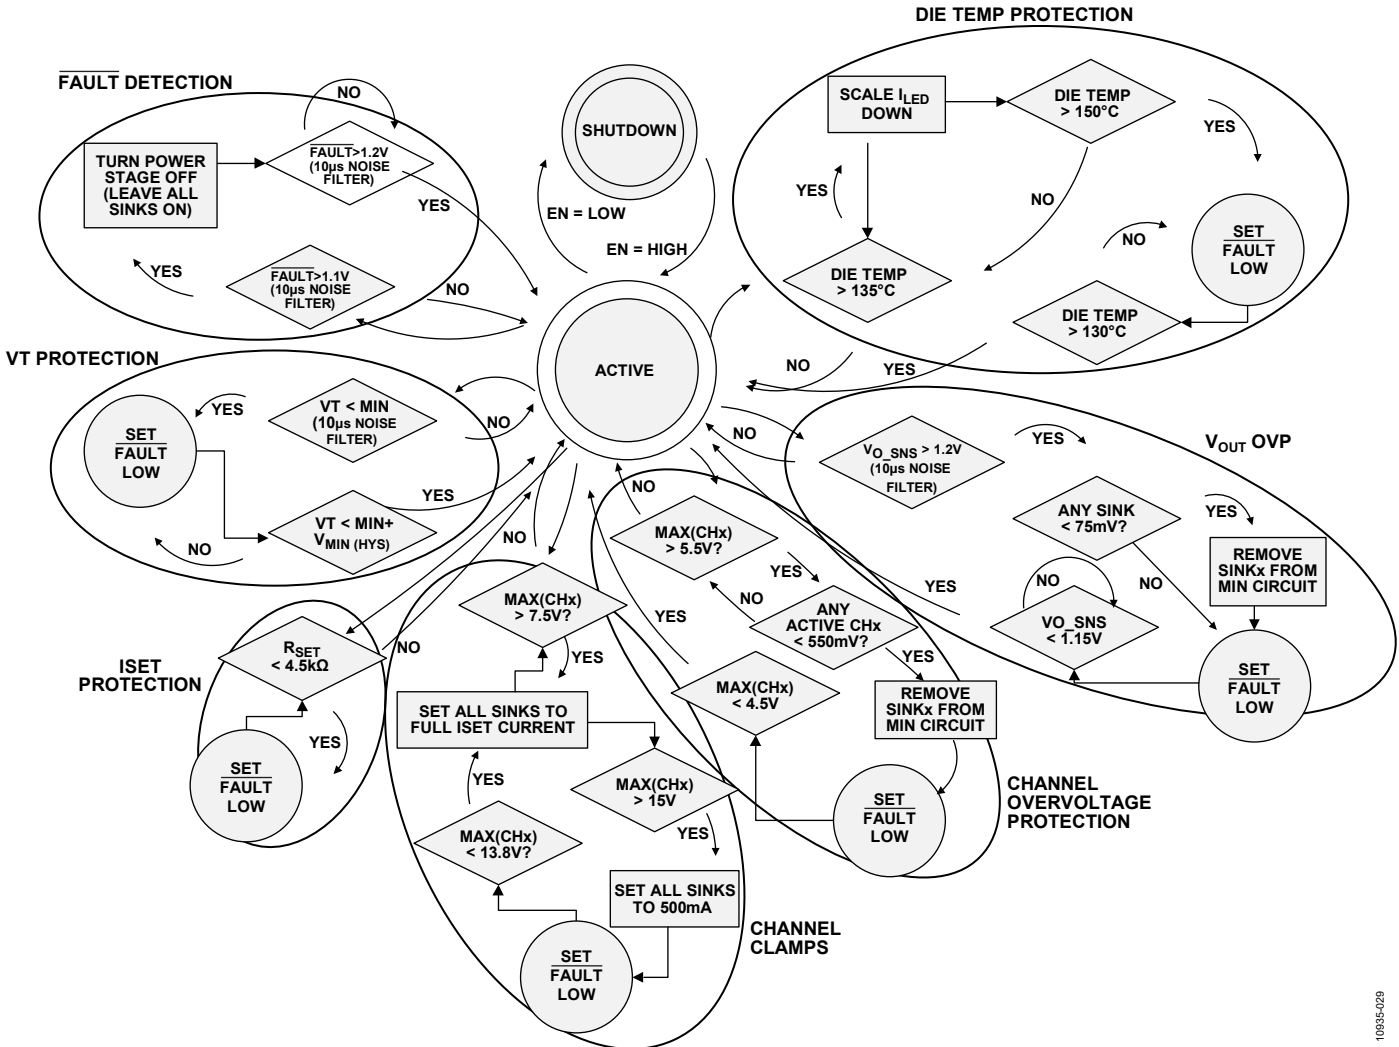 DIE TEMP PROTECTION
FAULT DETECTION
NO
TURN POWER
STAGE OFF
(LEAVE ALL
SINKS ON)
FAULT>1.2V
(10µs NOISE
FILTER)
YES
YES
FAULT>1.1V
(10µs NOISE
FILTER)
NO
SHUTDOWN
EN = LOW
EN = HIGH
ACTIVE
SCALE ILED
DOWN
DIE TEMP
> 150°C
YES
YES
NO
DIE TEMP
> 135°C
NO
SET
FAULT
LOW
DIE TEMP
> 130°C
NO
YES
VT PROTECTION
YES
VT < MIN
(10µs NOISE
FILTER)
NO
SET
FAULT
LOW
YES
VT < MIN+
VMIN (HYS)
NO
NO
VO_SNS > 1.2V
(10µs NOISE
FILTER)
YES
VOUT OVP
ANY SINK
< 75mV?
YES
REMOVE
SINKx FROM
MIN CIRCUIT
NO
NO
VO_SNS
< 1.15V
YES
SET
FAULT
LOW
ISET
PROTECTION
RSET
< 4.5kΩ
NO
YES
SET
FAULT
LOW
NO
MAX(CHx)
> 7.5V?
YES
SET ALL SINKS TO
FULL ISET CURRENT
YES
MAX(CHx)
> 15V
YES
MAX(CHx)
< 13.8V?
SET ALL SINKS
TO 500mA
SET
FAULT
LOW
CHANNEL
CLAMPS
NO
MAX(CHx)
> 5.5V?
YES
NO
ANY
ACTIVE CHx
< 550mV?
YES
YES
MAX(CHx)
< 4.5V
REMOVE
SINKx FROM
MIN CIRCUIT
SET
FAULT
LOW
CHANNEL
OVERVOLTAGE
PROTECTION
10935-029